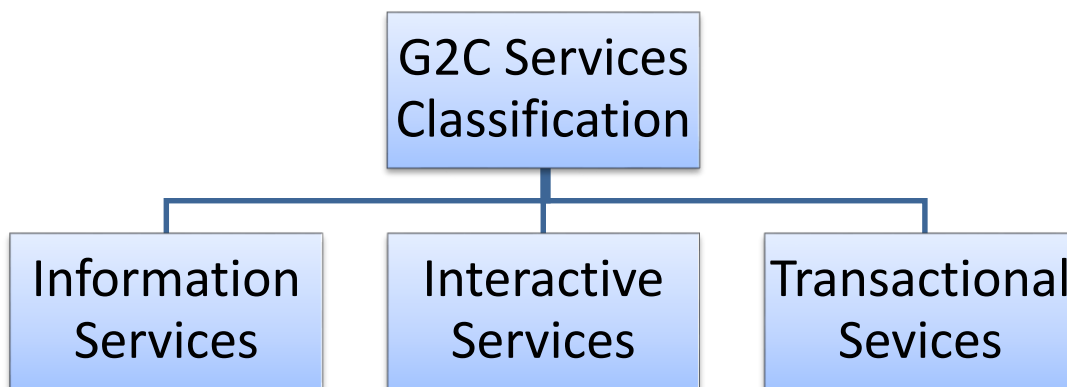 G2C Services
Classification
Information
Services
Interactive
Services
Transactional
Sevices